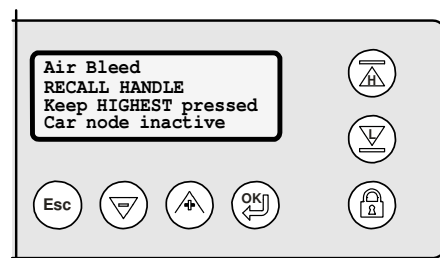 Air Bleed
RECALL HANDLE
Keep HIGHEST pressed
Car node inactive
H
L
Esc
OK